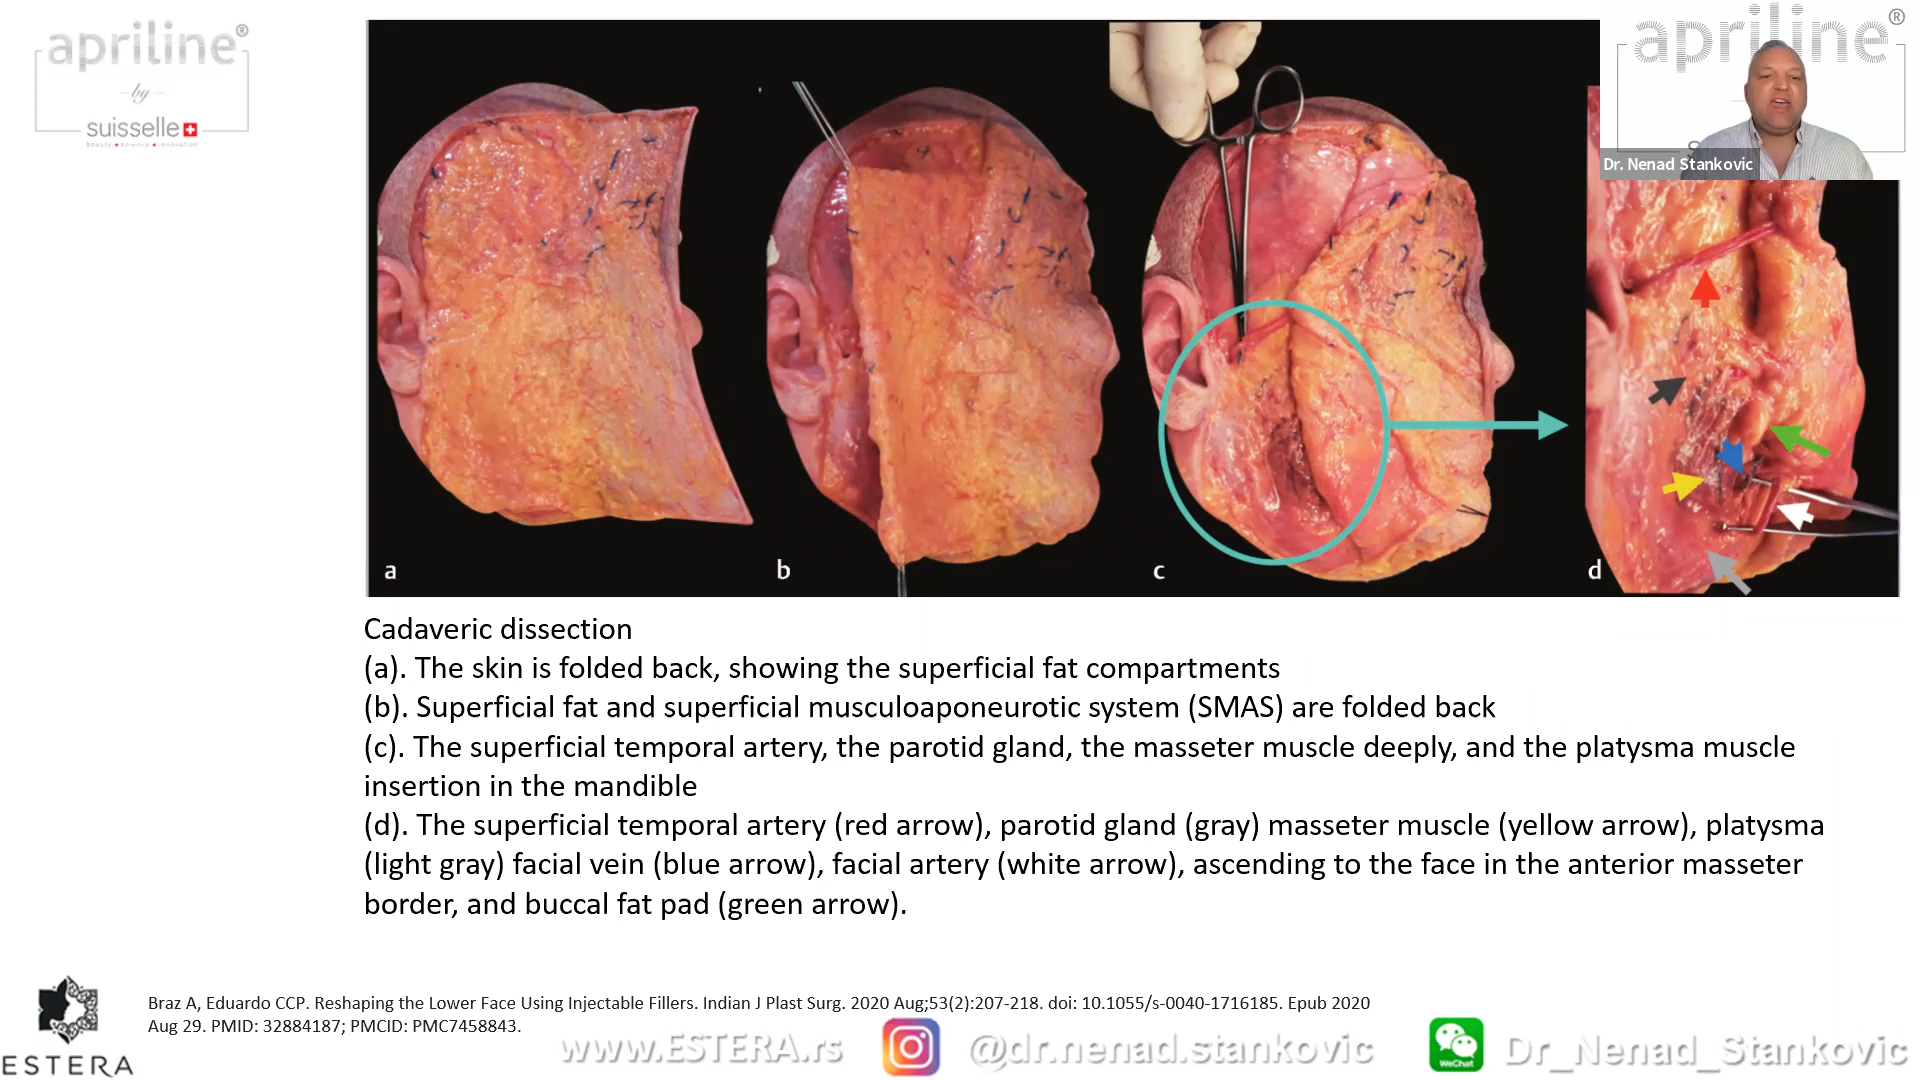 apriline®
by
suisselle
beauty • science • innovation
apriline®
Dr. Nenad Stankovic
a
b
c
d
Cadaveric dissection
(a). The skin is folded back, showing the superficial fat compartments
(b). Superficial fat and superficial musculoaponeurotic system (SMAS) are folded back
(c). The superficial temporal artery, the parotid gland, the masseter muscle deeply, and the platysma muscle
insertion in the mandible
(d). The superficial temporal artery (red arrow), parotid gland (gray) masseter muscle (yellow arrow), platysma
(light gray) facial vein (blue arrow), facial artery (white arrow), ascending to the face in the anterior masseter
border, and buccal fat pad (green arrow).
Braz A, Eduardo CCP. Reshaping the Lower Face Using Injectable Fillers. Indian J Plast Surg. 2020 Aug;53(2):207-218. doi: 10.1055/s-0040-1716185. Epub 2020
Aug 29. PMID: 32884187; PMCID: PMC7458843.
ESTERA
www.ESTERA.rs
@dr.nenad.stankovic
WeChat
Dr_Nenad_Stankovic